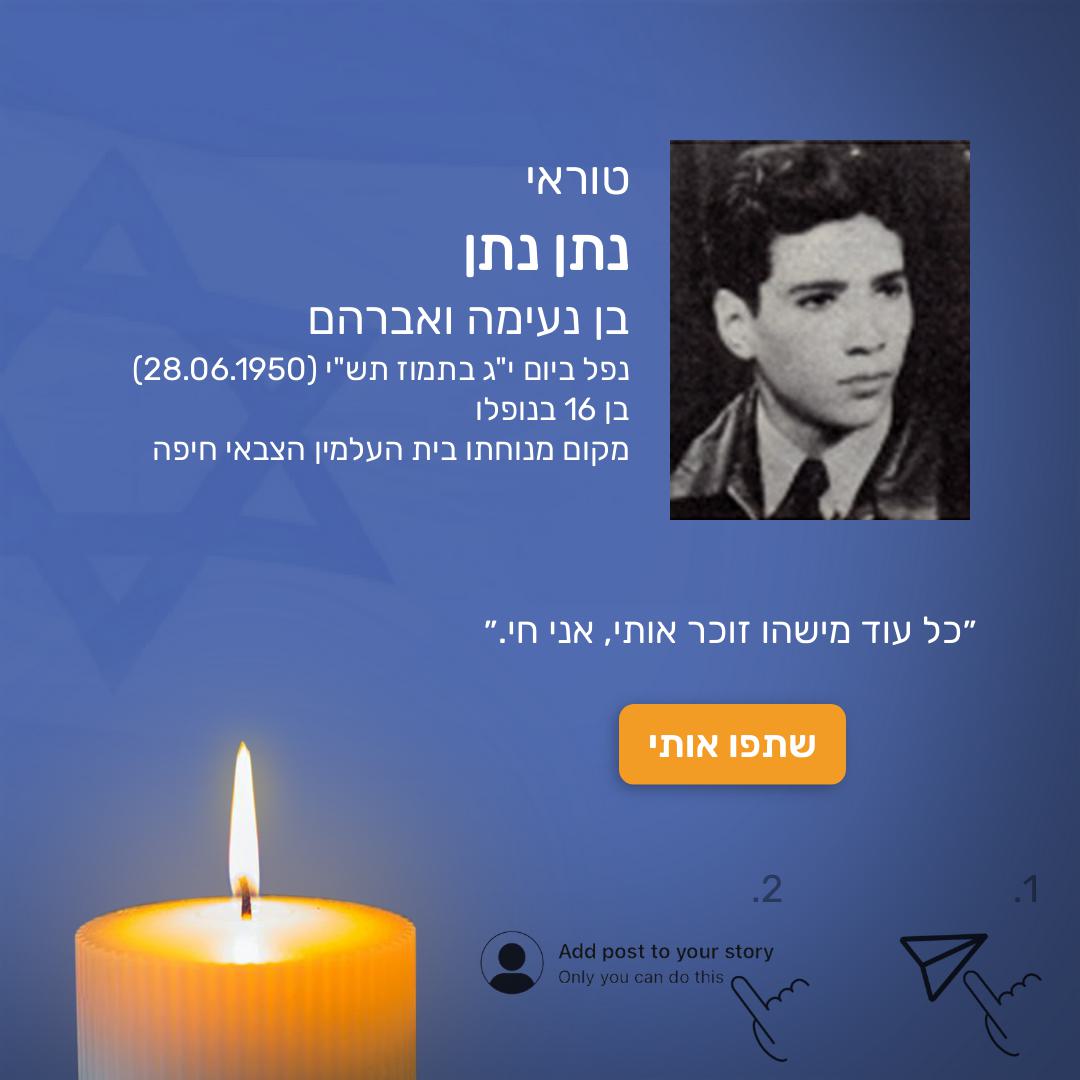 טוראי
נתן נתן
בן נעימה ואברהם
נפל ביום י"ג בתמוז תש"י (28.06.1950)
בן 16 בנופלו
מקום מנוחתו בית העלמין הצבאי חיפה
״כל עוד מישהו זוכר אותי, אני חי.״
שתפו אותי
.1
.2
Add post to your story
Only you can do this